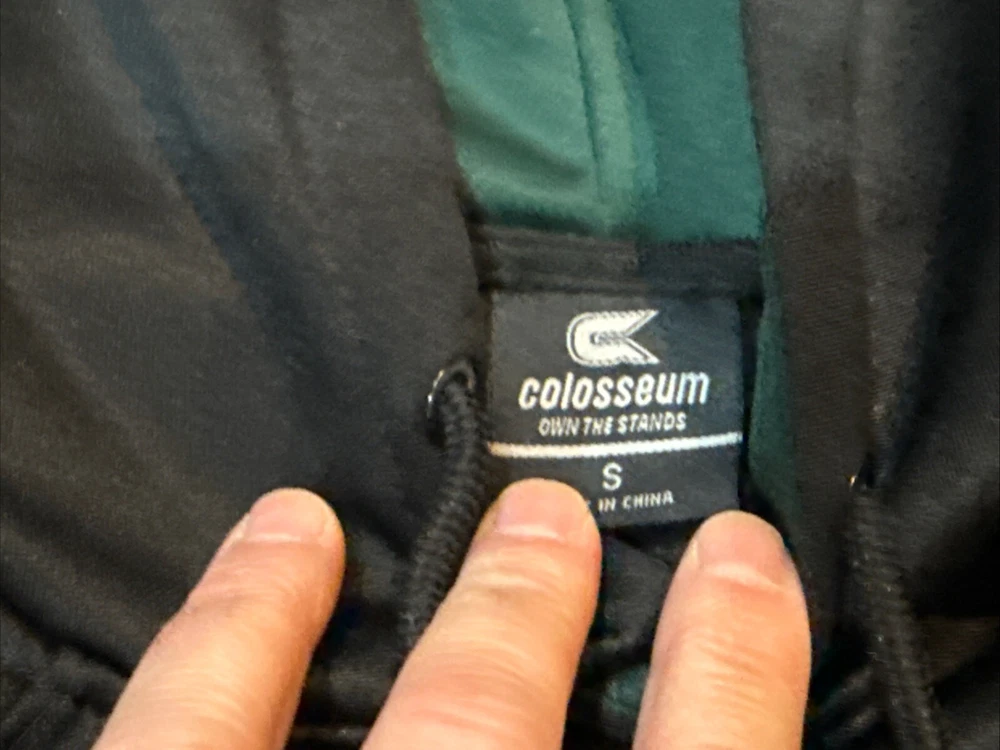 colosseum
OWN THE STANDS
S
IN CHINA